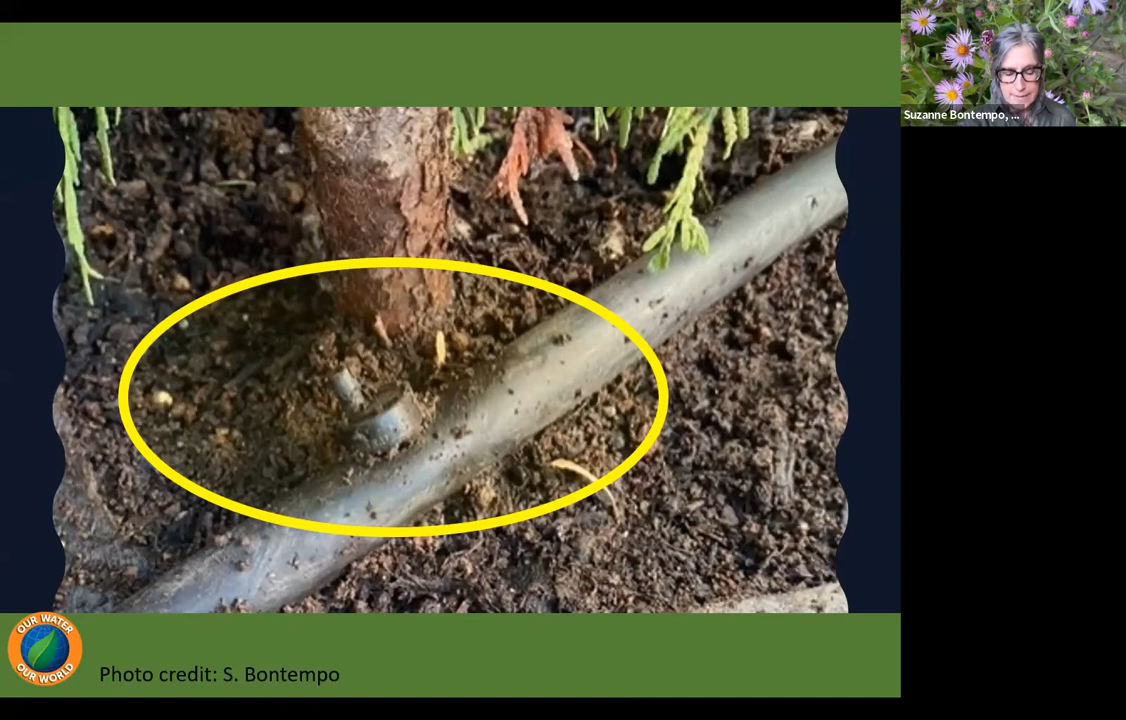 Suzanne Bontempo, ...
OUR WATER
OUR WORLD
Photo credit: S. Bontempo